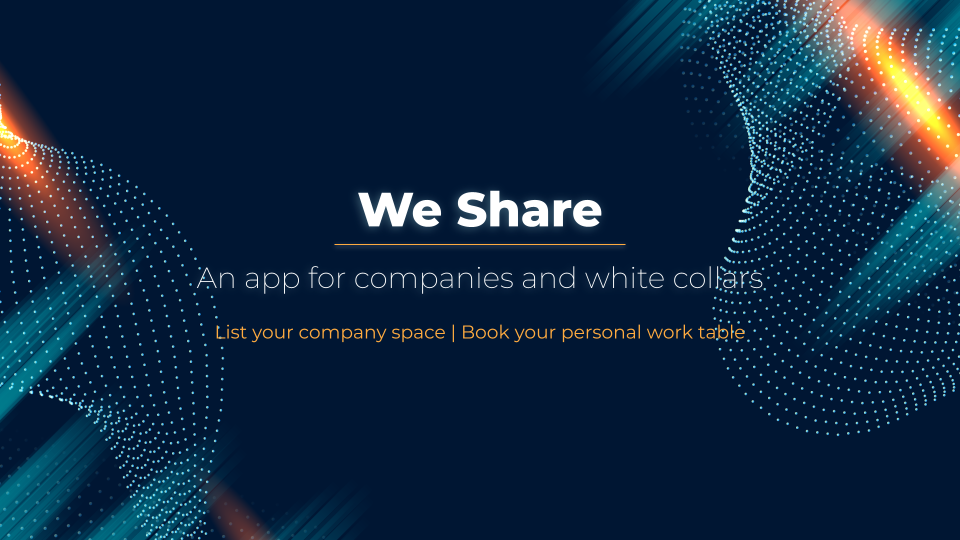 We Share
An app for companies and white collars
List your company space | Book your personal work table